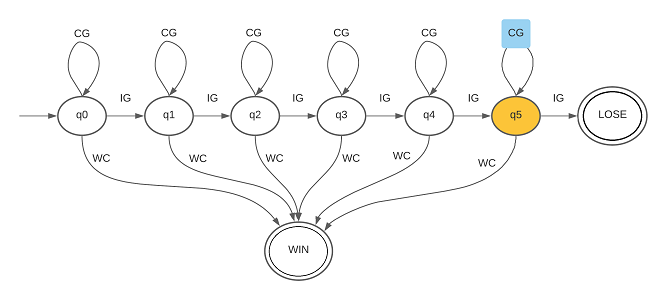 CG CG CG CG CG CG
IG IG IG IG IG IG
q0 q1 q2 q3 q4 q5 LOSE
WC WC WC WC WC WC
WIN